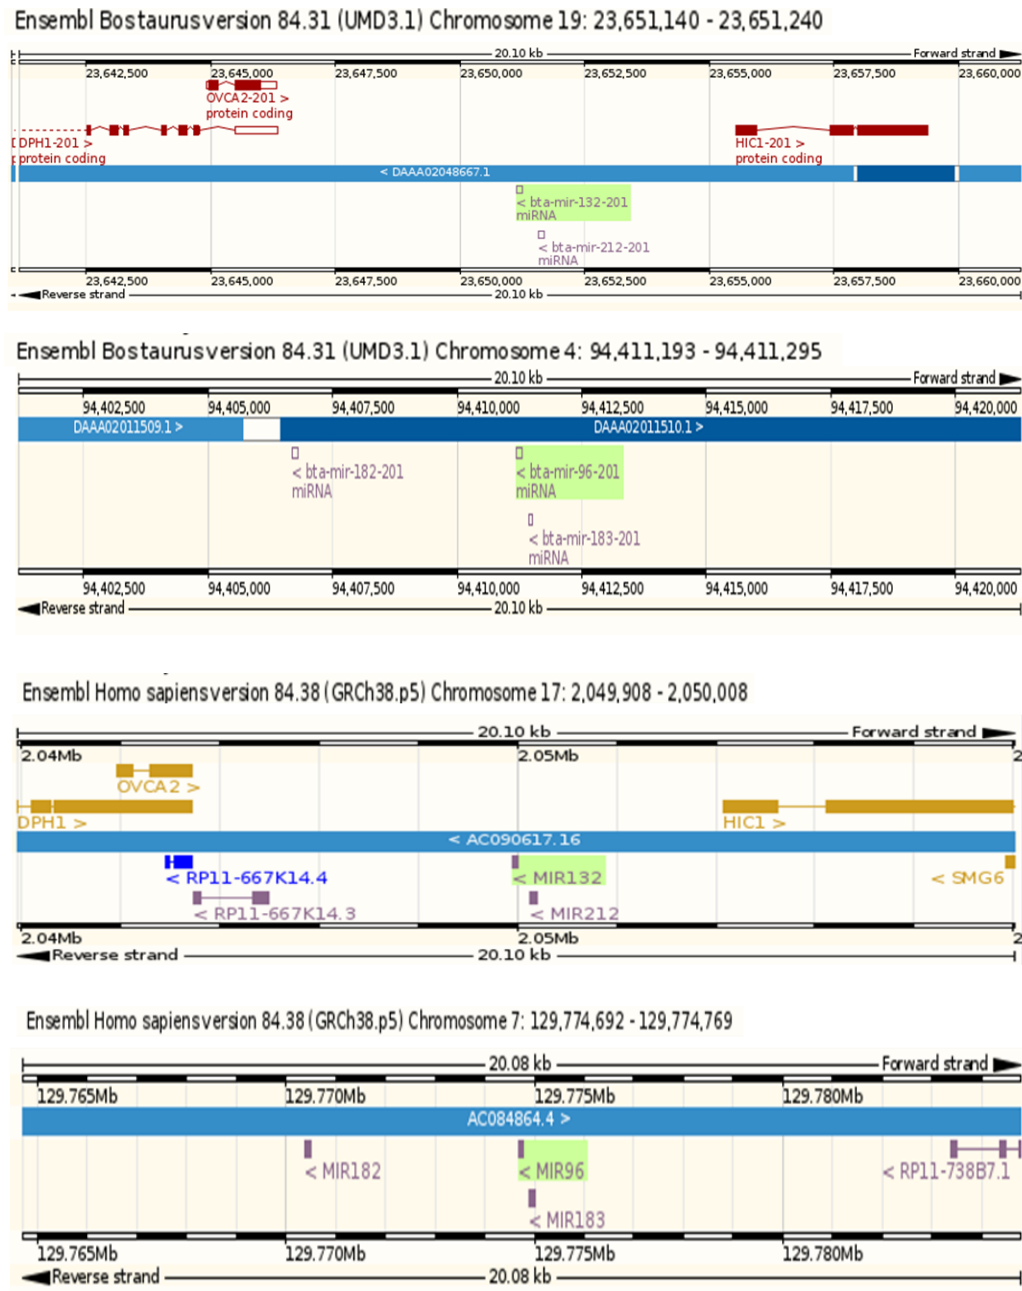 Ensembl Bostaurus version 84.31 (UMD3.1) Chromosome 19: 23,651,140 - 23,651,240
20.10 kb Forward strand
23,642,500 23,645,000 23,647,500 23,650,000 23,652,500 23,655,000 23,657,500 23,660,000
OVCA2-201 >
protein coding
DPH1-201 > HIC1-201 >
protein coding protein coding
< DAAA02048667.1
< bta-mir-132-201
miRNA
< bta-mir-212-201
miRNA
23,642,500 23,645,000 23,647,500 23,650,000 23,652,500 23,655,000 23,657,500 23,660,000
Reverse strand 20.10 kb
Ensembl Bostaurus version 84.31 (UMD3.1) Chromosome 4: 94,411,193 - 94,411,295
20.10 kb Forward strand
94,402,500 94,405,000 94,407,500 94,410,000 94,412,500 94,415,000 94,417,500 94,420,000
DAAA02011509.1 > DAAA02011510.1 >
< bta-mir-182-201 < bta-mir-96-201
miRNA miRNA
< bta-mir-183-201
miRNA
94,402,500 94,405,000 94,407,500 94,410,000 94,412,500 94,415,000 94,417,500 94,420,000
Reverse strand 20.10 kb
Ensembl Homo sapiens version 84.38 (GRCh38.p5) Chromosome 17: 2,049,908 - 2,050,008
20.10 kb Forward strand
2.04Mb 2.05Mb 2
OVCA2 >
DPH1 > HIC1 >
< AC090617.16
< RP11-667K14.4 < MIR132 < SMG6
< RP11-667K14.3 < MIR212
2.04Mb 2.05Mb 2
Reverse strand 20.10 kb
Ensembl Homo sapiens version 84.38 (GRCh38.p5) Chromosome 7: 129,774,692 - 129,774,769
20.08 kb Forward strand
129.765Mb 129.770Mb 129.775Mb 129.780Mb
AC084864.4 >
< MIR182 < MIR96 < RP11-738B7.1
< MIR183
129.765Mb 129.770Mb 129.775Mb 129.780Mb
Reverse strand 20.08 kb